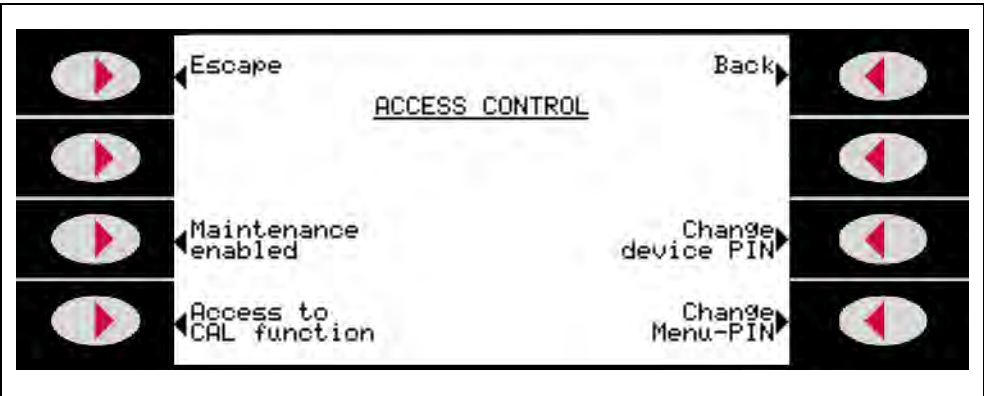 Escape
Back
ACCESS CONTROL
Maintenance
enabled
Change
device PIN
Access to
CAL function
Change
Menu-PIN